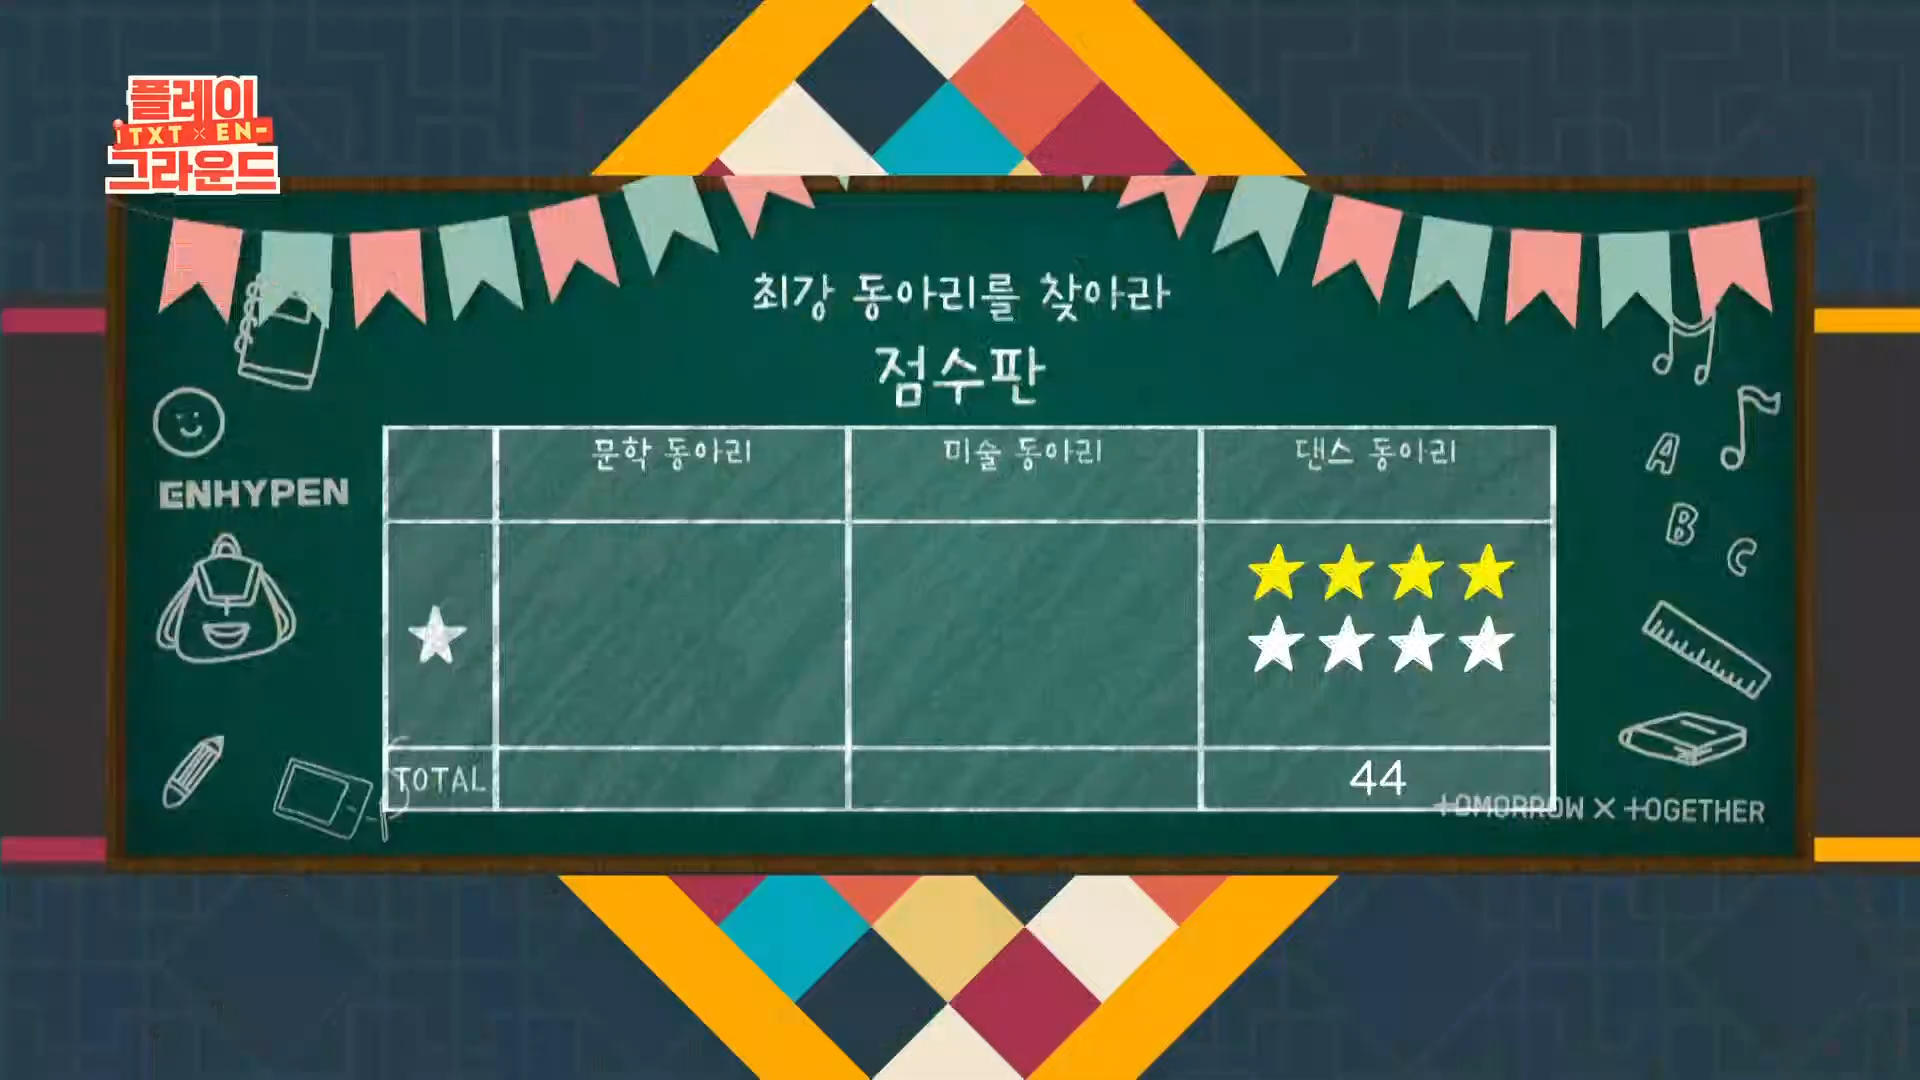 플레이
TXT × EN-
그라운드
최강 동아리를 찾아라
점수판
문학 동아리
미술 동아리
댄스 동아리
ENHYPEN
A
B
C
TOTAL
44
TOMORROW X TOGETHER